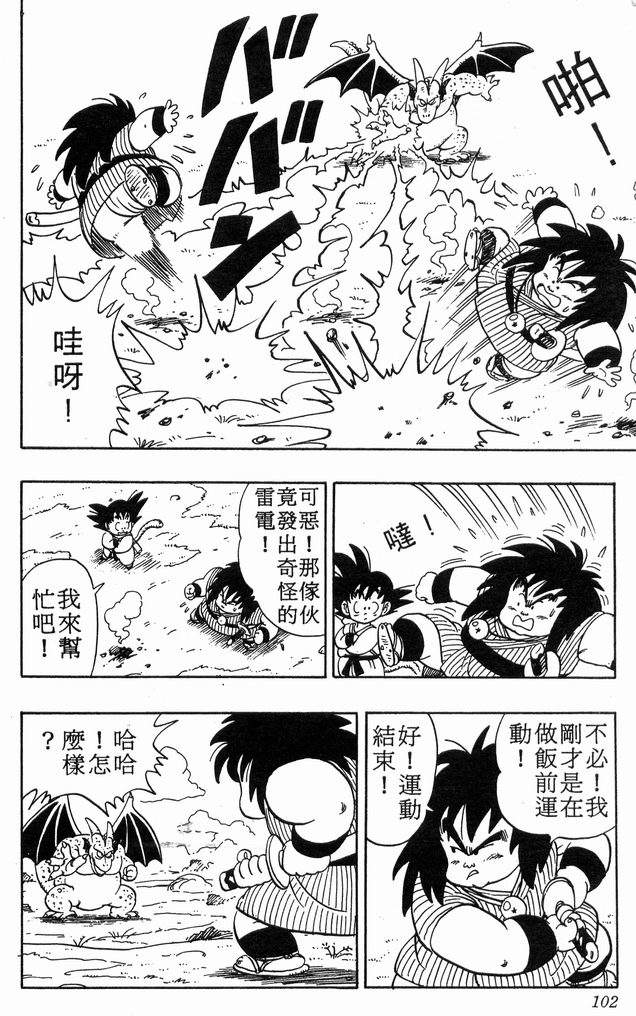 啪！
バババン
哇呀！
噠！
可惡！那傢伙
竟發出奇怪的
雷電！
我來幫
忙吧！
不必！我
剛才是在
做飯前運
動！
好！運動
結束！
哈哈
！怎
麼樣
？
102